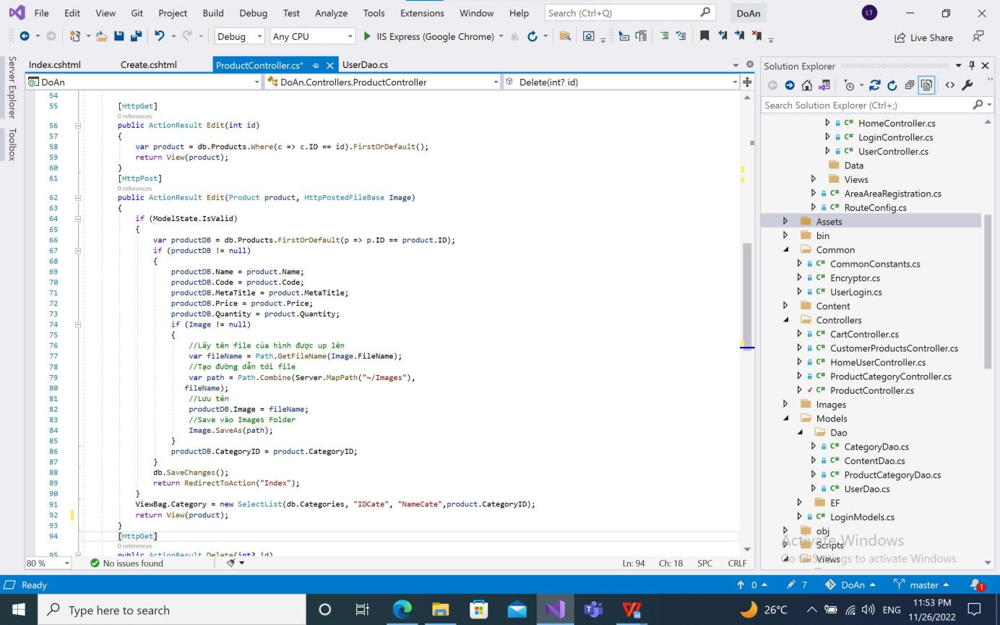 File Edit View Git Project Build Debug Test Analyze Tools Extensions Window Help Search (Ctrl+Q) DoAn LT
Debug Any CPU IIS Express (Google Chrome) Live Share
Server Explorer
Toolbox
Index.cshtml Create.cshtml ProductController.cs* UserDao.cs
DoAn DoAn.Controllers.ProductController Delete(int? id)
54
55 [HttpGet]
0 references
56 public ActionResult Edit(int id)
57 {
58 var product = db.Products.Where(c => c.ID == id).FirstOrDefault();
59 return View(product);
60 }
61 [HttpPost]
0 references
62 public ActionResult Edit(Product product, HttpPostedFileBase Image)
63 {
64 if (ModelState.IsValid)
65 {
66 var productDB = db.Products.FirstOrDefault(p => p.ID == product.ID);
67 if (productDB != null)
68 {
69 productDB.Name = product.Name;
70 productDB.Code = product.Code;
71 productDB.MetaTitle = product.MetaTitle;
72 productDB.Price = product.Price;
73 productDB.Quantity = product.Quantity;
74 if (Image != null)
75 {
76 //Lấy tên file của hình được up lên
77 var fileName = Path.GetFileName(Image.FileName);
78 //Tạo đường dẫn tới file
79 var path = Path.Combine(Server.MapPath("~/Images"),
80 fileName);
81 //Lưu tên
82 productDB.Image = fileName;
83 //Save vào Images Folder
84 Image.SaveAs(path);
85 }
86 productDB.CategoryID = product.CategoryID;
87 }
88 db.SaveChanges();
89 return RedirectToAction("Index");
90 }
91 ViewBag.Category = new SelectList(db.Categories, "IDCate", "NameCate",product.CategoryID);
92 return View(product);
93 }
94 [HttpGet]
0 references
95 public ActionResult Delete(int? id)
80 % No issues found Ln: 94 Ch: 18 SPC CRLF
Solution Explorer
Search Solution Explorer (Ctrl+;)
C# HomeController.cs
C# LoginController.cs
C# UserController.cs
Data
Views
C# AreaAreaRegistration.cs
C# RouteConfig.cs
Assets
bin
Common
C# CommonConstants.cs
C# Encryptor.cs
C# UserLogin.cs
Content
Controllers
C# CartController.cs
C# CustomerProductsController.cs
C# HomeUserController.cs
C# ProductCategoryController.cs
C# ProductController.cs
Images
Models
Dao
C# CategoryDao.cs
C# ContentDao.cs
C# ProductCategoryDao.cs
C# UserDao.cs
EF
C# LoginModels.cs
obj
Scripts
Views
Activate Windows
Go to Settings to activate Windows.
Ready 0 7 DoAn master 1
Type here to search 26°C ENG 11:53 PM
11/26/2022